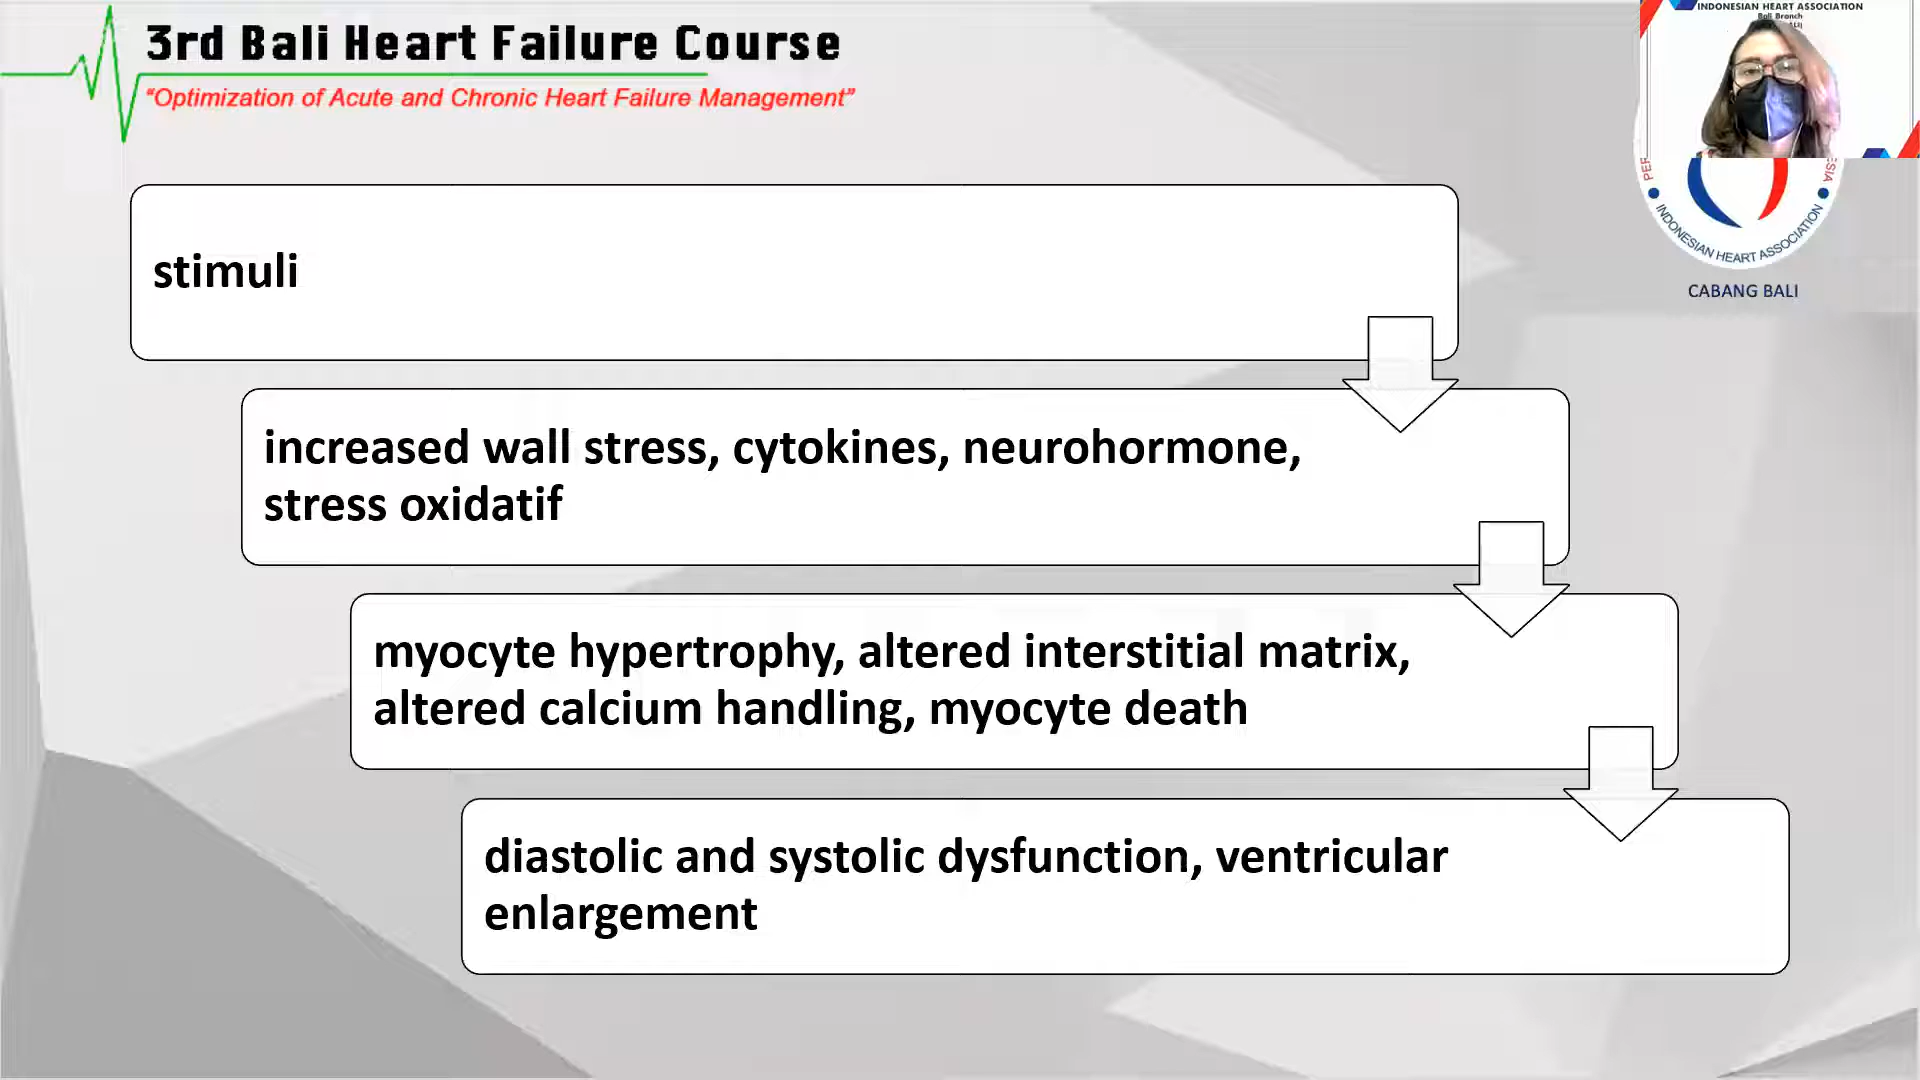 3rd Bali Heart Failure Course
“Optimization of Acute and Chronic Heart Failure Management”
INDONESIAN HEART ASSOCIATION
Bali Branch
stimuli
INDONESIAN HEART ASSOCIATION
CABANG BALI
increased wall stress, cytokines, neurohormone,
stress oxidatif
myocyte hypertrophy, altered interstitial matrix,
altered calcium handling, myocyte death
diastolic and systolic dysfunction, ventricular
enlargement